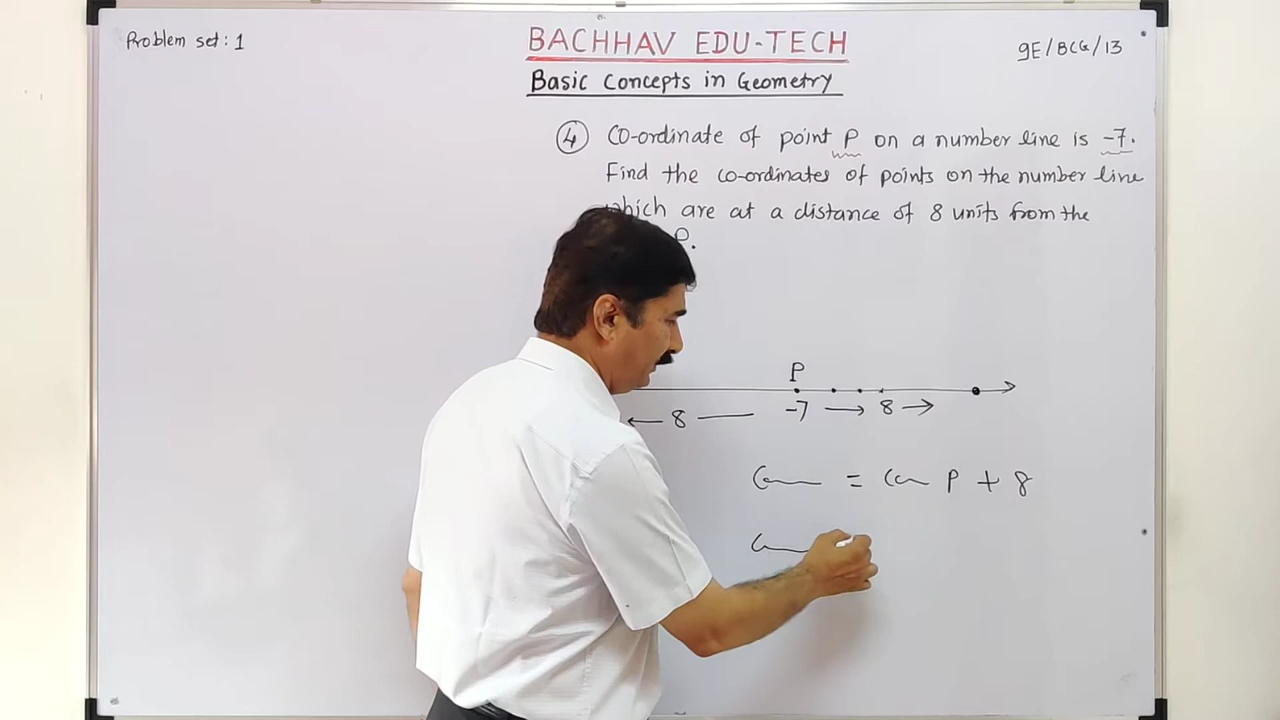 Problem set: 1
BACHHAV EDU-TECH
9E/BCG/13
Basic Concepts in Geometry
④ CO-ordinate of point P on a number line is -7.
Find the co-ordinates of points on the number line
which are at a distance of 8 units from the
P.
P
← 8 — -7 → 8 →
= P + 8